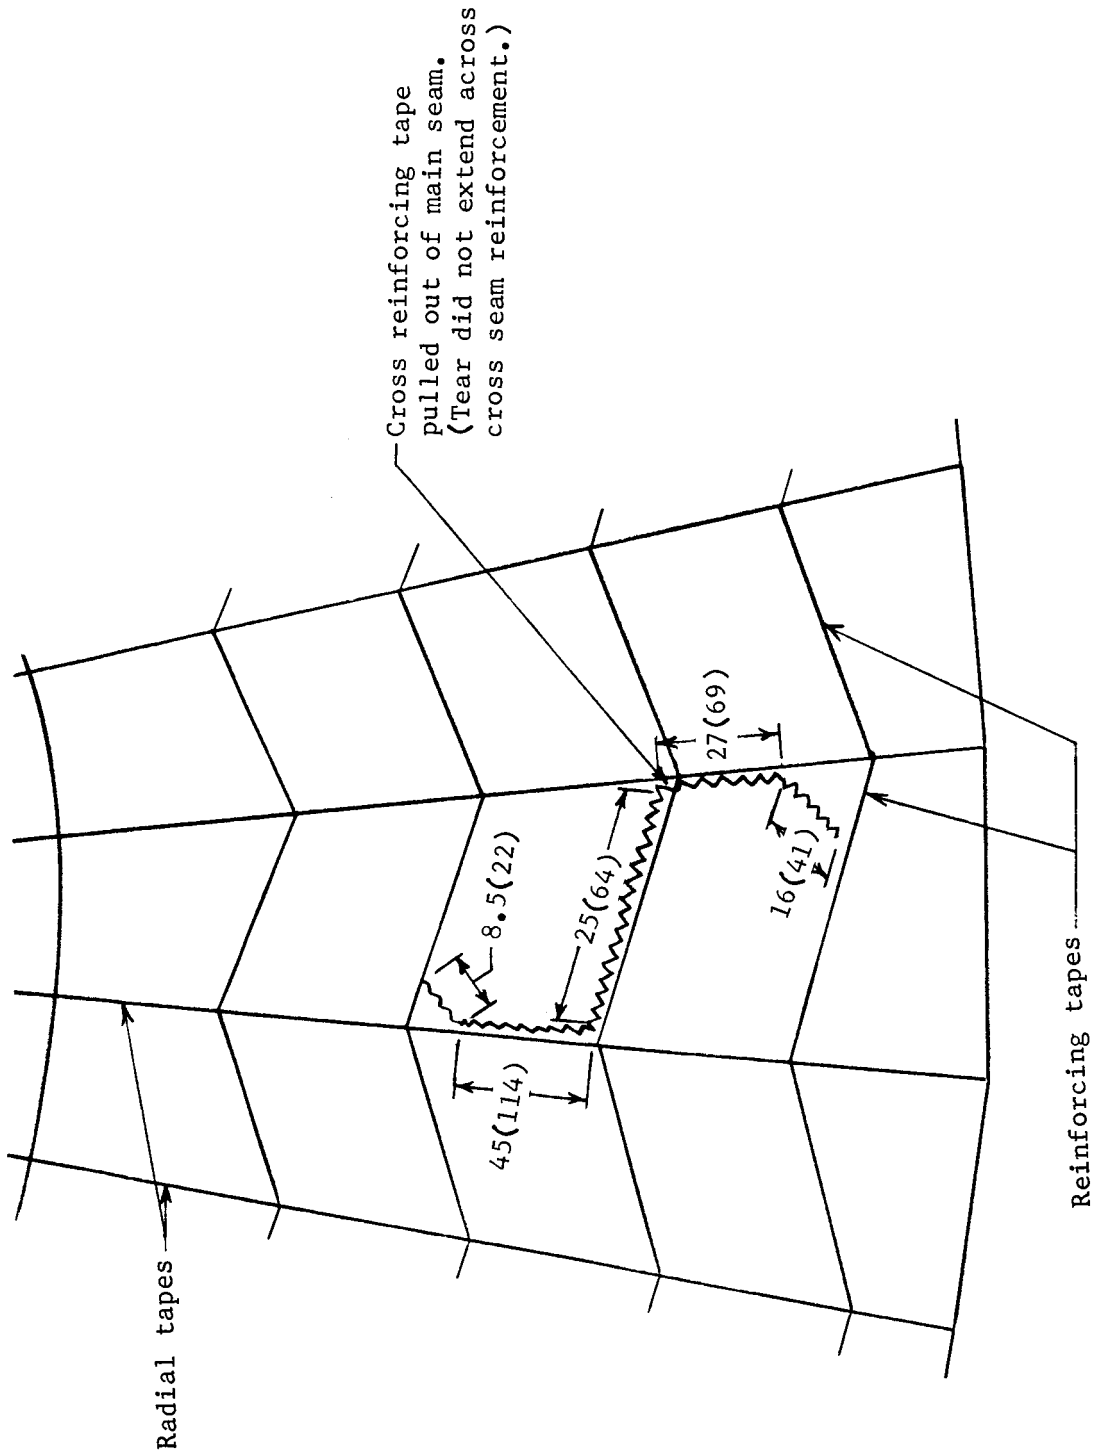 Cross reinforcing tape
pulled out of main seam.
(Tear did not extend across
cross seam reinforcement.)
Radial tapes
8.5(22)
25(64)
27(69)
16(41)
45(114)
Reinforcing tapes